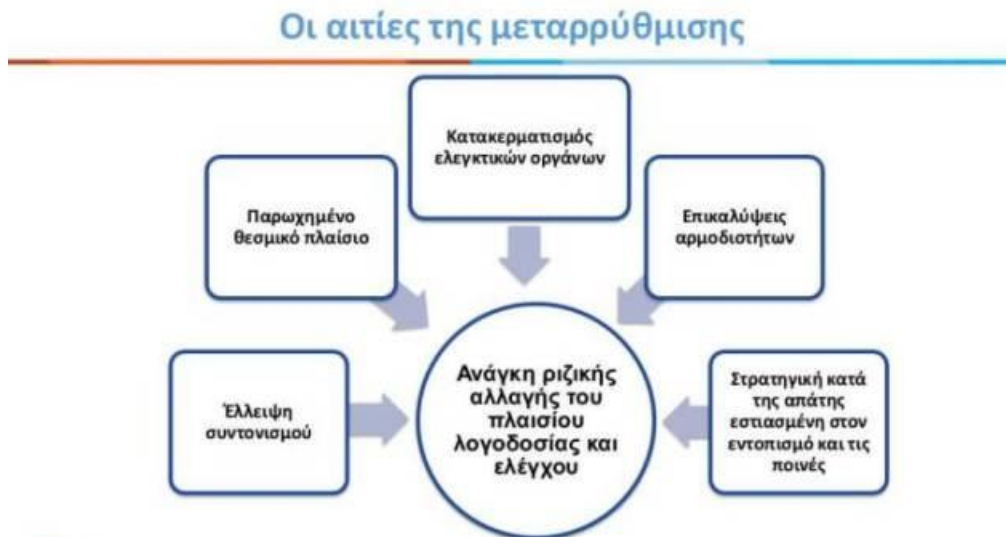 Οι αιτίες της μεταρρύθμισης
Κατακερματισμός
ελεγκτικών οργάνων
Παρωχημένο
θεσμικό πλαίσιο
Επικαλύψεις
αρμοδιοτήτων
Έλλειψη
συντονισμού
Ανάγκη ριζικής
αλλαγής του
πλαισίου
λογοδοσίας και
ελέγχου
Στρατηγική κατά
της απάτης
εστιασμένη στον
εντοπισμό και τις
ποινές